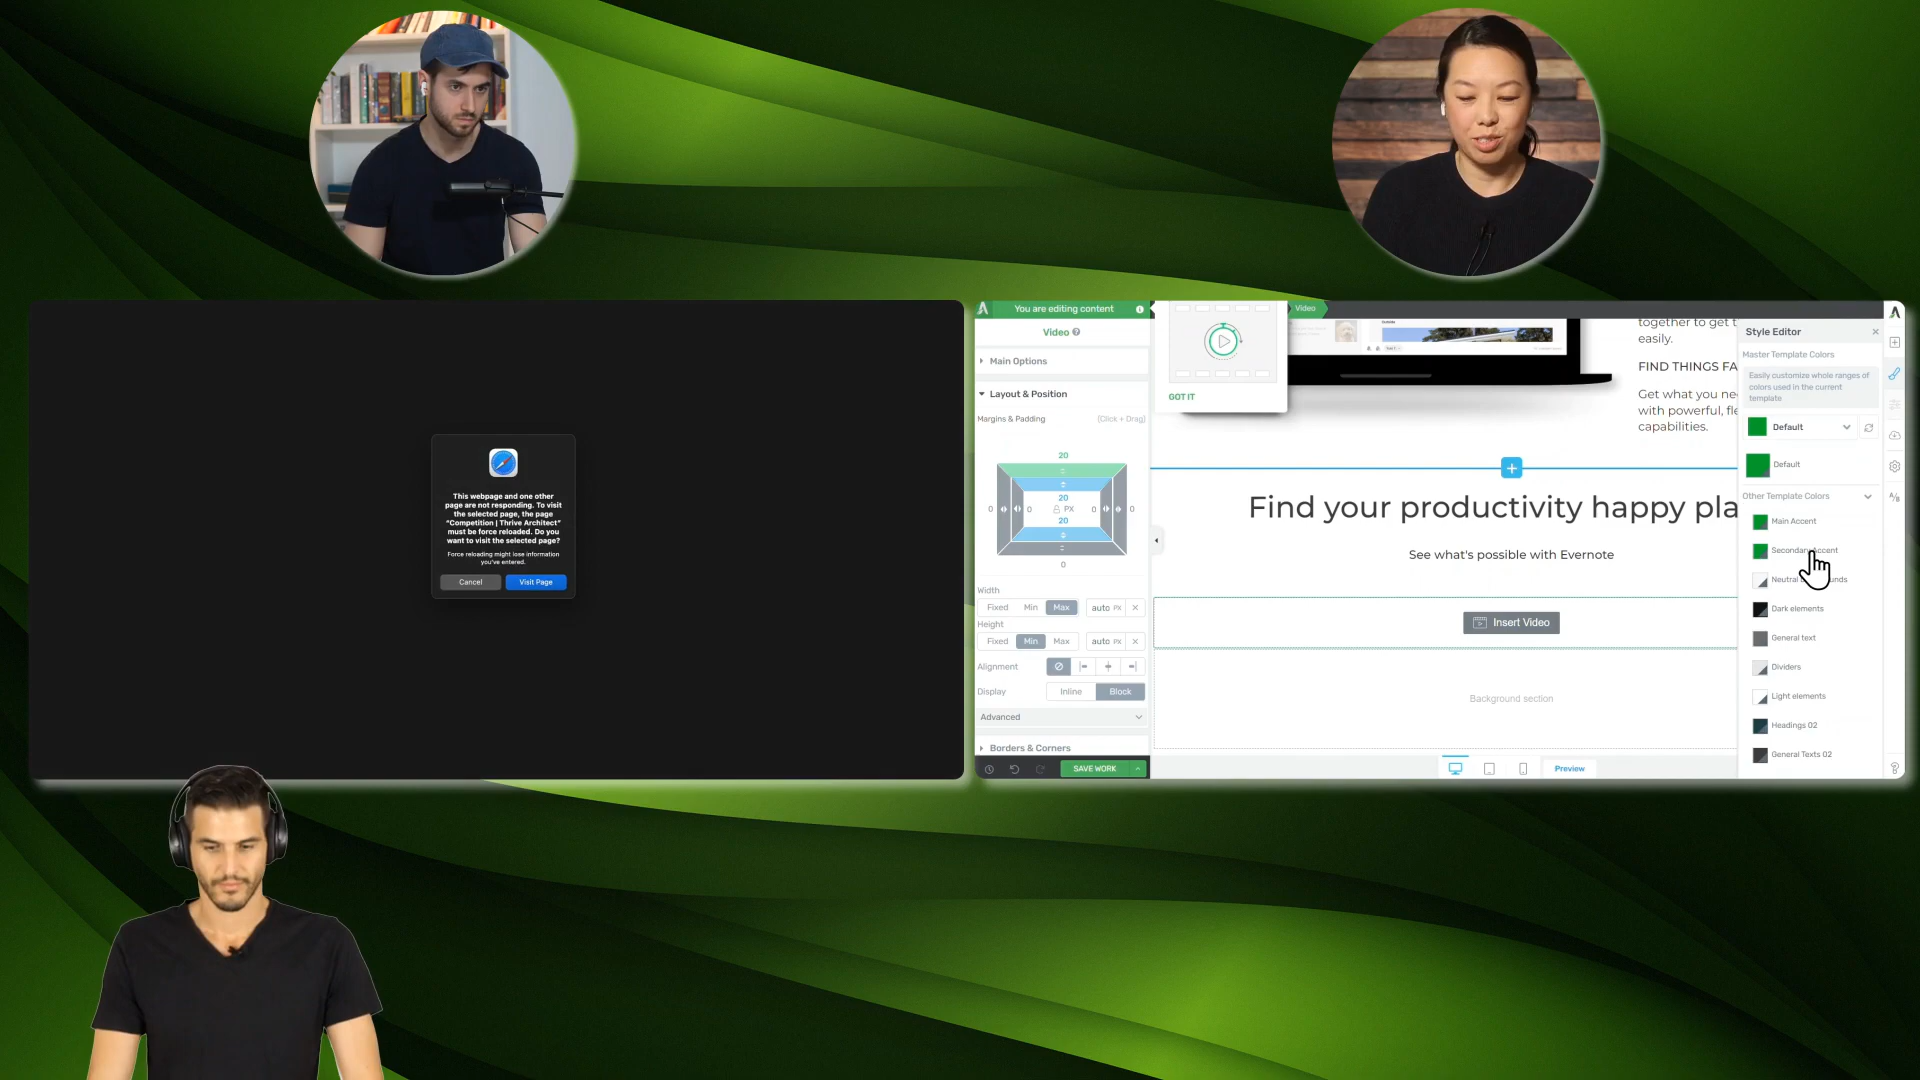 This webpage and one other
page are not responding. To visit
the selected page, the page
"Competition | Thrive Architect"
must be force reloaded. Do you
want to visit the selected page?
Force reloading might lose information
you've entered.
Cancel
Visit Page
You are editing content
Video
Main Options
Layout & Position
Margins & Padding
(Click + Drag)
20
20
0
0
PX
0
0
20
0
Width
Fixed
Min
Max
auto
PX
Height
Fixed
Min
Max
auto
PX
Alignment
Display
Inline
Block
Advanced
Borders & Corners
SAVE WORK
GOT IT
Video
together to get t
easily.
FIND THINGS FA
Get what you ne
with powerful, fle
capabilities.
Find your productivity happy pla
See what's possible with Evernote
Insert Video
Background section
Preview
Style Editor
Master Template Colors
Easily customize whole ranges of
colors used in the current
template
Default
Default
Other Template Colors
Main Accent
Secondary Accent
Neutral
Dark elements
General text
Dividers
Light elements
Headings 02
General Texts 02